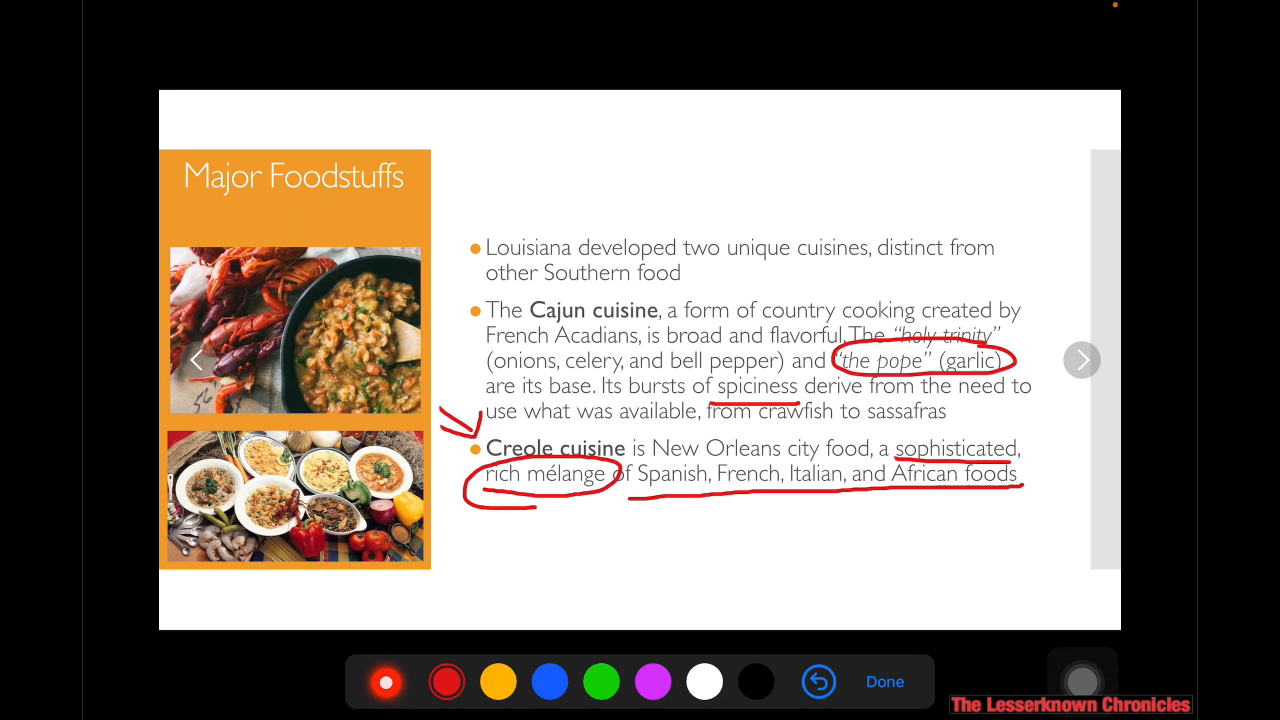 Major Foodstuffs
Louisiana developed two unique cuisines, distinct from
other Southern food
The Cajun cuisine, a form of country cooking created by
French Acadians, is broad and flavorful. The “holy trinity”
(onions, celery, and bell pepper) and “the pope” (garlic)
are its base. Its bursts of spiciness derive from the need to
use what was available, from crawfish to sassafras
Creole cuisine is New Orleans city food, a sophisticated,
rich mélange of Spanish, French, Italian, and African foods
Done
The Lesserknown Chronicles